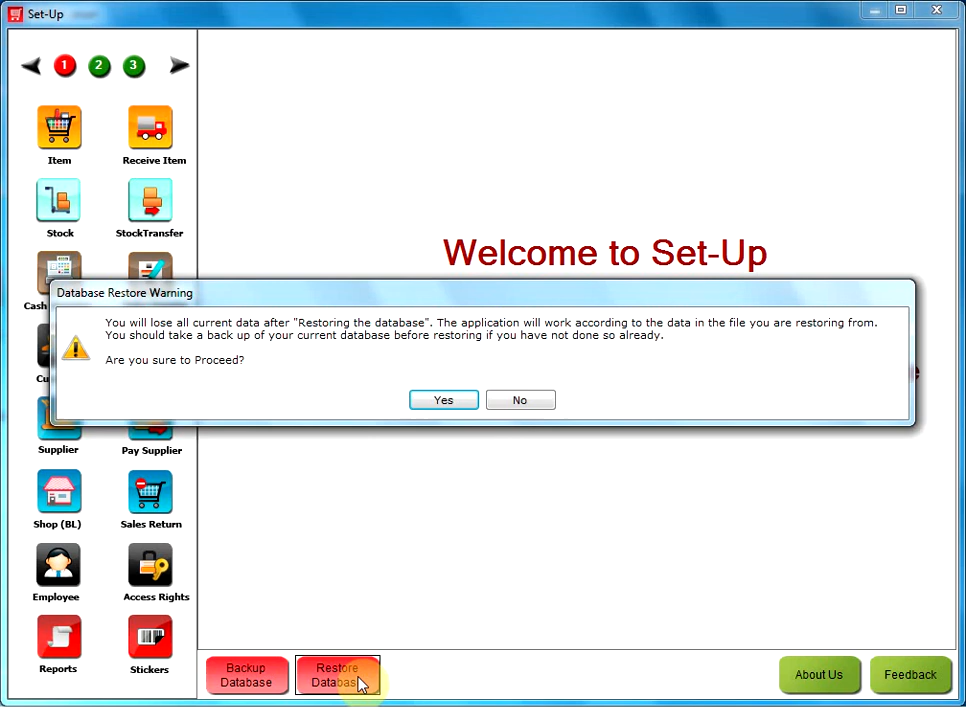 Set-Up
1 2 3
Item Receive Item
Stock StockTransfer
Welcome to Set-Up
Cash
Database Restore Warning
You will lose all current data after "Restoring the database". The application will work according to the data in the file you are restoring from.
You should take a back up of your current database before restoring if you have not done so already.
Are you sure to Proceed?
Yes No
Supplier Pay Supplier
Shop (BL) Sales Return
Employee Access Rights
Reports Stickers
Backup
Database
Restore
Database
About Us
Feedback